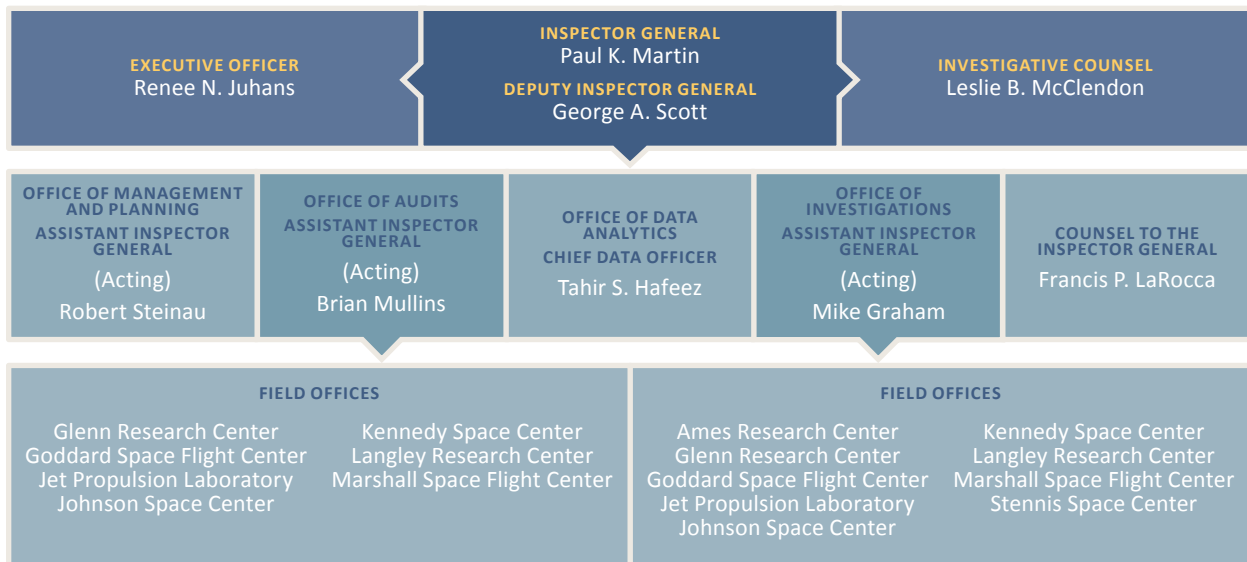 EXECUTIVE OFFICER
Renee N. Juhans
INSPECTOR GENERAL
Paul K. Martin
DEPUTY INSPECTOR GENERAL
George A. Scott
INVESTIGATIVE COUNSEL
Leslie B. McClendon
OFFICE OF MANAGEMENT
AND PLANNING
ASSISTANT INSPECTOR
GENERAL
(Acting)
Robert Steinau
OFFICE OF AUDITS
ASSISTANT INSPECTOR
GENERAL
(Acting)
Brian Mullins
OFFICE OF DATA
ANALYTICS
CHIEF DATA OFFICER
Tahir S. Hafeez
OFFICE OF
INVESTIGATIONS
ASSISTANT INSPECTOR
GENERAL
(Acting)
Mike Graham
COUNSEL TO THE
INSPECTOR GENERAL
Francis P. LaRocca
FIELD OFFICES
Glenn Research Center
Goddard Space Flight Center
Jet Propulsion Laboratory
Johnson Space Center
Kennedy Space Center
Langley Research Center
Marshall Space Flight Center
FIELD OFFICES
Ames Research Center
Glenn Research Center
Goddard Space Flight Center
Jet Propulsion Laboratory
Johnson Space Center
Kennedy Space Center
Langley Research Center
Marshall Space Flight Center
Stennis Space Center